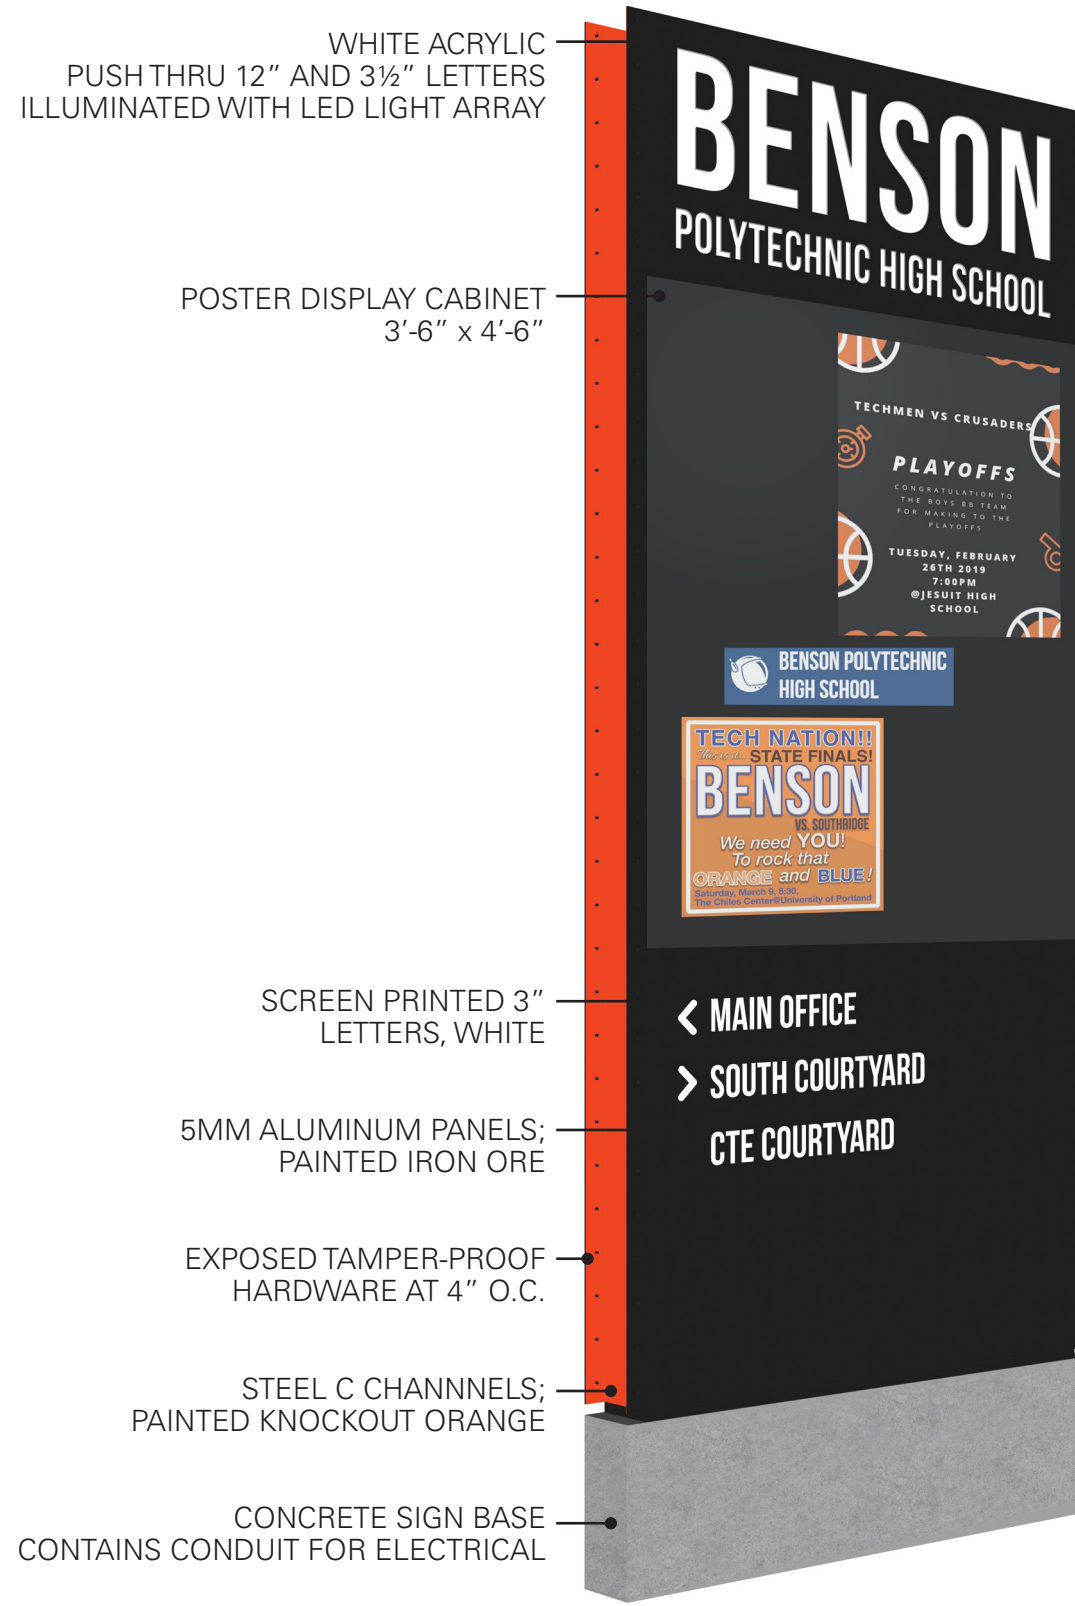 WHITE ACRYLIC
PUSH THRU 12” AND 3½” LETTERS
ILLUMINATED WITH LED LIGHT ARRAY
BENSON
POLYTECHNIC HIGH SCHOOL
POSTER DISPLAY CABINET
3’-6” x 4’-6”
TECHMEN VS CRUSADERS
PLAYOFFS
CONGRATULATION TO
THE BOYS BB TEAM
FOR MAKING TO THE
PLAYOFFS
TUESDAY, FEBRUARY
26TH 2019
7:00PM
@JESUIT HIGH
SCHOOL
BENSON POLYTECHNIC
HIGH SCHOOL
TECH NATION!!
This is it... STATE FINALS!
BENSON
VS. SOUTHRIDGE
We need YOU!
To rock that
ORANGE and BLUE!
Saturday, March 9, 8:30,
The Chiles Center@University of Portland
SCREEN PRINTED 3”
LETTERS, WHITE
< MAIN OFFICE
> SOUTH COURTYARD
CTE COURTYARD
5MM ALUMINUM PANELS;
PAINTED IRON ORE
EXPOSED TAMPER-PROOF
HARDWARE AT 4” O.C.
STEEL C CHANNNELS;
PAINTED KNOCKOUT ORANGE
CONCRETE SIGN BASE
CONTAINS CONDUIT FOR ELECTRICAL